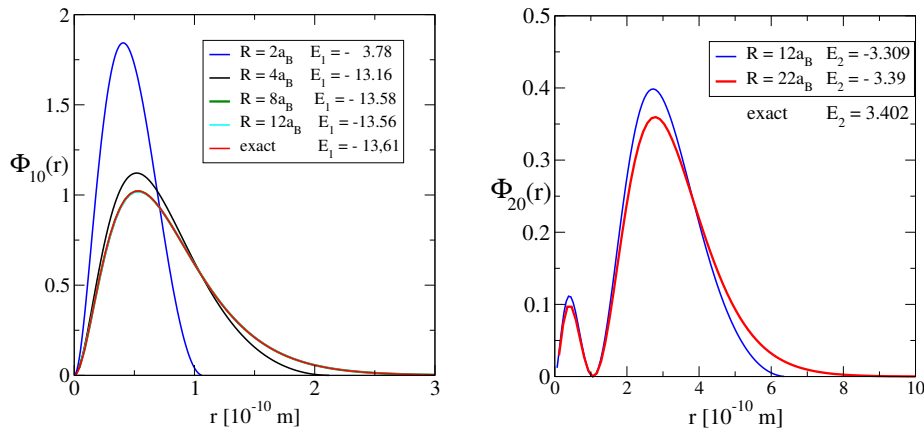 2
1.5
1
0.5
0
0
1
2
3
Φ10(r)
r [10-10 m]
R = 2aB E1 = - 3.78
R = 4aB E1 = - 13.16
R = 8aB E1 = - 13.58
R = 12aB E1 = -13.56
exact E1 = - 13,61
0.5
0.4
0.3
0.2
0.1
0
0
2
4
6
8
10
Φ20(r)
r [10-10 m]
R = 12aB E2 = -3.309
R = 22aB E2 = - 3.39
exact E2 = 3.402